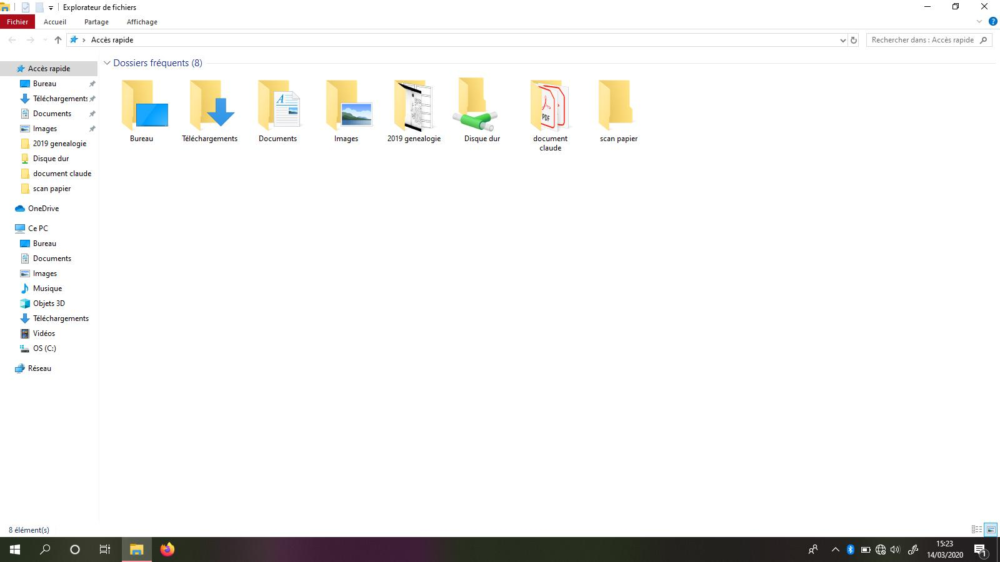 Explorateur de fichiers
Fichier Accueil Partage Affichage
Accès rapide
Rechercher dans : Accès rapide
Accès rapide
Bureau
Téléchargements
Documents
Images
2019 genealogie
Disque dur
document claude
scan papier
OneDrive
Ce PC
Bureau
Documents
Images
Musique
Objets 3D
Téléchargements
Vidéos
OS (C:)
Réseau
Dossiers fréquents (8)
Bureau
Téléchargements
Documents
Images
2019 genealogie
Disque dur
PDF
document
claude
scan papier
8 élément(s)
15:23
14/03/2020
1